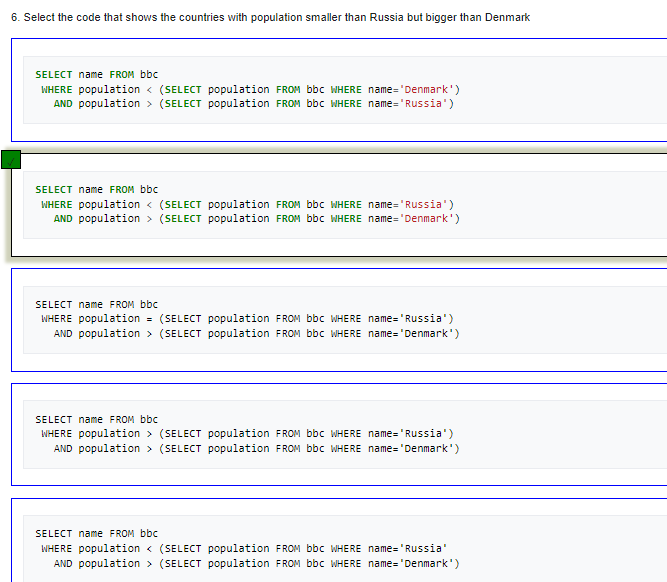 6. Select the code that shows the countries with population smaller than Russia but bigger than Denmark
SELECT name FROM bbc
WHERE population < (SELECT population FROM bbc WHERE name='Denmark')
AND population > (SELECT population FROM bbc WHERE name='Russia')
SELECT name FROM bbc
WHERE population < (SELECT population FROM bbc WHERE name='Russia')
AND population > (SELECT population FROM bbc WHERE name='Denmark')
SELECT name FROM bbc
WHERE population = (SELECT population FROM bbc WHERE name='Russia')
AND population > (SELECT population FROM bbc WHERE name='Denmark')
SELECT name FROM bbc
WHERE population > (SELECT population FROM bbc WHERE name='Russia')
AND population > (SELECT population FROM bbc WHERE name='Denmark')
SELECT name FROM bbc
WHERE population < (SELECT population FROM bbc WHERE name='Russia'
AND population > (SELECT population FROM bbc WHERE name='Denmark')